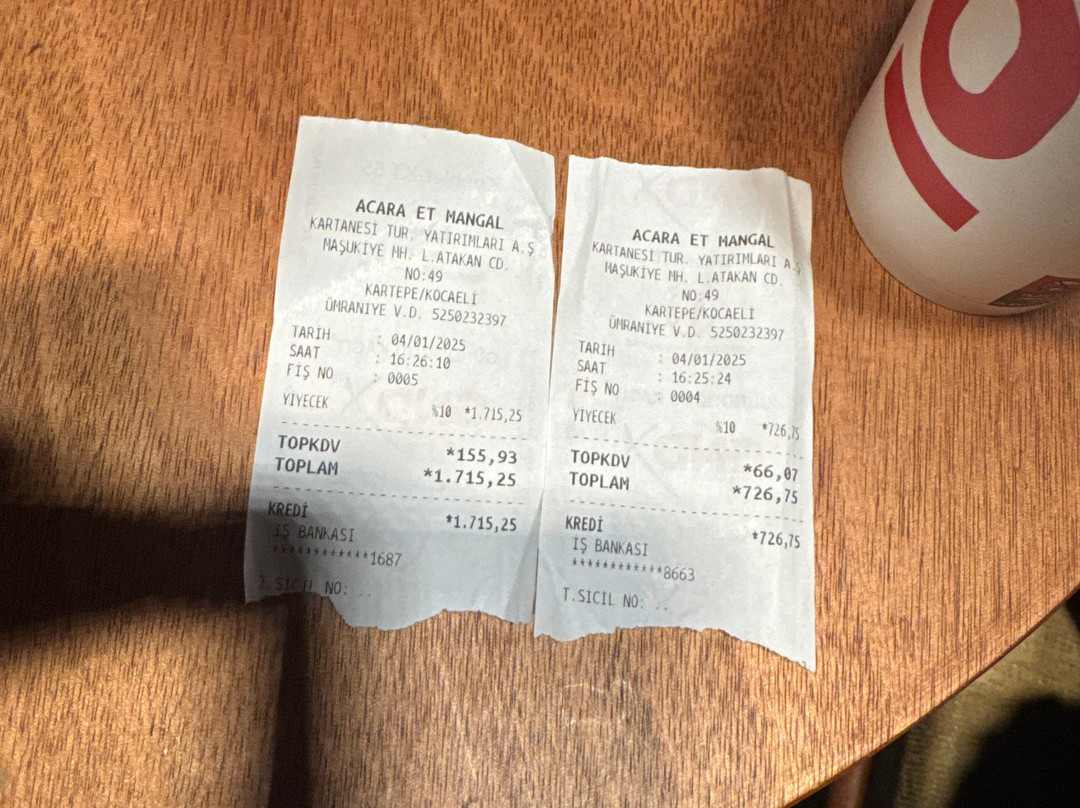 ACARA ET MANGAL
KARTANESİ TUR. YATIRIMLARI A.Ş
MAŞUKİYE MH. L.ATAKAN CD.
NO:49
KARTEPE/KOCAELİ
ÜMRANİYE V.D. 5250232397
TARİH : 04/01/2025
SAAT : 16:26:10
FİŞ NO : 0005
YİYECEK %10 *1.715,25
TOPKDV *155,93
TOPLAM *1.715,25
KREDİ *1.715,25
İŞ BANKASI
************1687
T.SICIL NO: ..
ACARA ET MANGAL
KARTANESİ TUR. YATIRIMLARI A.Ş
MAŞUKİYE MH. L.ATAKAN CD.
NO:49
KARTEPE/KOCAELİ
ÜMRANİYE V.D. 5250232397
TARİH : 04/01/2025
SAAT : 16:25:24
FİŞ NO : 0004
YİYECEK %10 *726,75
TOPKDV *66,07
TOPLAM *726,75
KREDİ *726,75
İŞ BANKASI
************8663
T.SICIL NO: ..